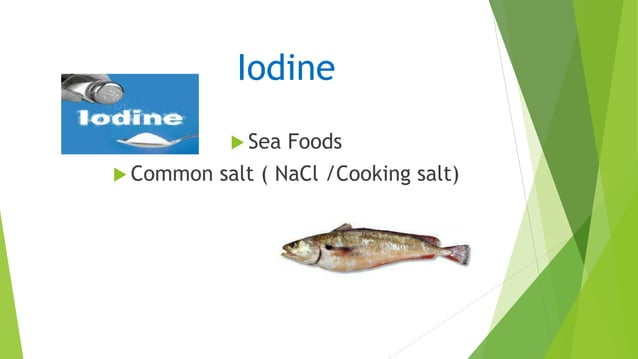 Iodine
Iodine
Sea Foods
Common salt ( NaCl /Cooking salt)